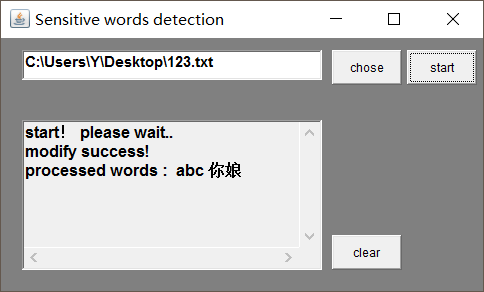 Sensitive words detection
C:\Users\Y\Desktop\123.txt
chose
start
start！ please wait..
modify success!
processed words： abc 你娘
clear